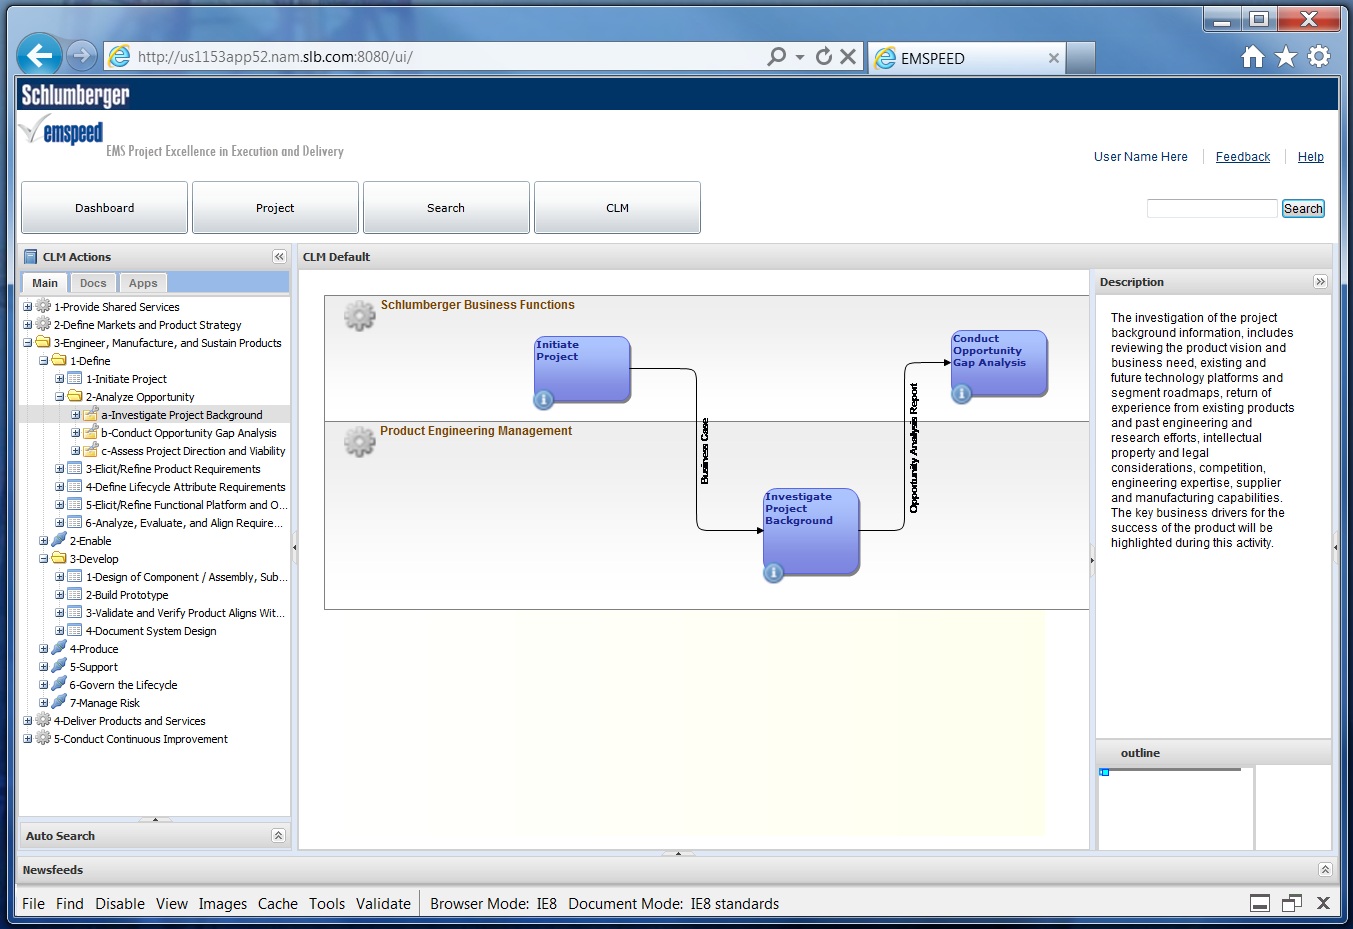 http://us1153app52.nam.slb.com:8080/ui/
EMSPEED
Schlumberger
emspeed
EMS Project Excellence in Execution and Delivery
User Name Here
Feedback
Help
Dashboard
Project
Search
CLM
Search
CLM Actions
Main
Docs
Apps
1-Provide Shared Services
2-Define Markets and Product Strategy
3-Engineer, Manufacture, and Sustain Products
1-Define
1-Initiate Project
2-Analyze Opportunity
a-Investigate Project Background
b-Conduct Opportunity Gap Analysis
c-Assess Project Direction and Viability
3-Elicit/Refine Product Requirements
4-Define Lifecycle Attribute Requirements
5-Elicit/Refine Functional Platform and O...
6-Analyze, Evaluate, and Align Require...
2-Enable
3-Develop
1-Design of Component / Assembly, Sub...
2-Build Prototype
3-Validate and Verify Product Aligns Wit...
4-Document System Design
4-Produce
5-Support
6-Govern the Lifecycle
7-Manage Risk
4-Deliver Products and Services
5-Conduct Continuous Improvement
Auto Search
CLM Default
Schlumberger Business Functions
Initiate
Project
Conduct
Opportunity
Gap Analysis
Business Case
Opportunity Analysis Report
Product Engineering Management
Investigate
Project
Background
Description
The investigation of the project
background information, includes
reviewing the product vision and
business need, existing and
future technology platforms and
segment roadmaps, return of
experience from existing products
and past engineering and
research efforts, intellectual
property and legal
considerations, competition,
engineering expertise, supplier
and manufacturing capabilities.
The key business drivers for the
success of the product will be
highlighted during this activity.
outline
Newsfeeds
File Find Disable View Images Cache Tools Validate Browser Mode: IE8 Document Mode: IE8 standards